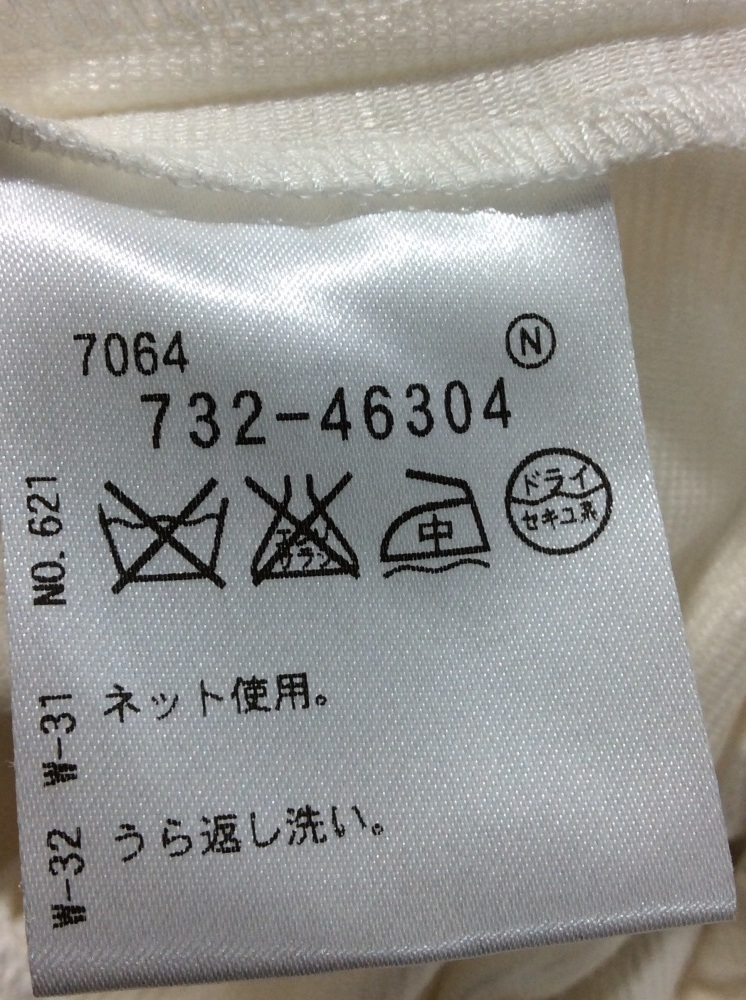 7064
N
732-46304
エンソ
サラシ
中
ドライ
セキユ系
NO.621
W-31
ネット使用。
W-32
うら返し洗い。